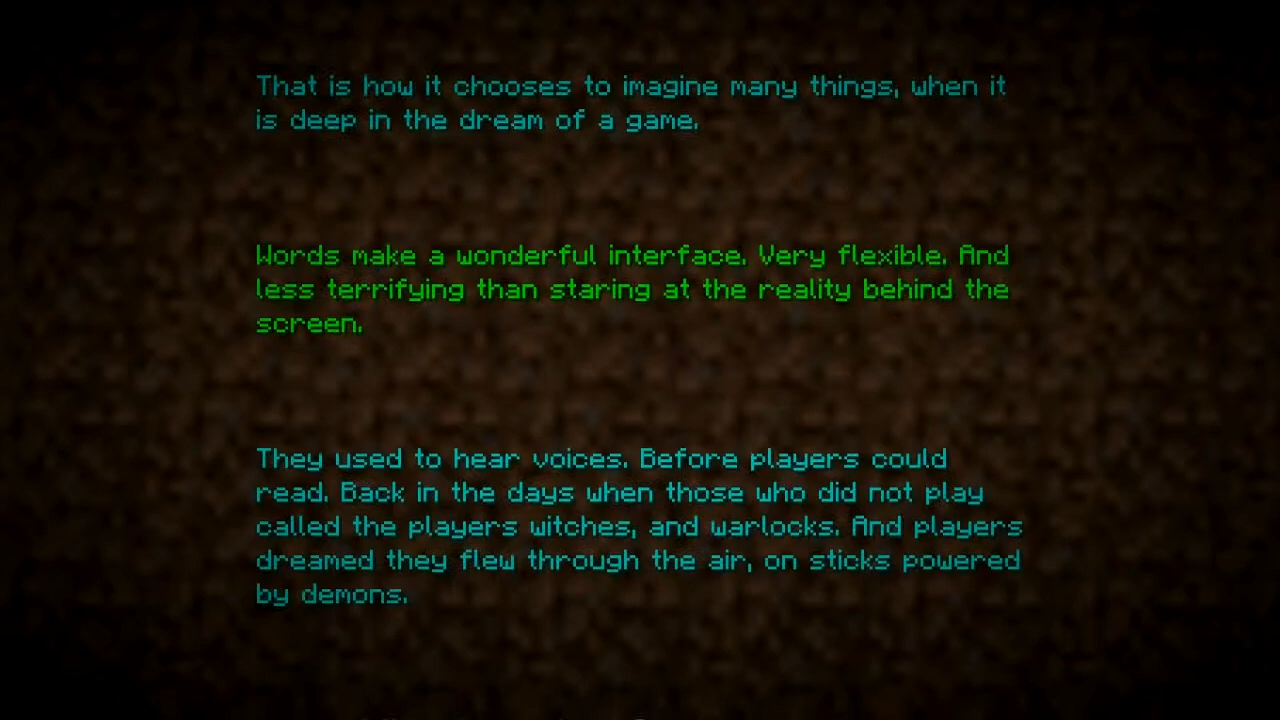 That is how it chooses to imagine many things, when it
is deep in the dream of a game.
Words make a wonderful interface. Very flexible. And
less terrifying than staring at the reality behind the
screen.
They used to hear voices. Before players could
read. Back in the days when those who did not play
called the players witches, and warlocks. And players
dreamed they flew through the air, on sticks powered
by demons.